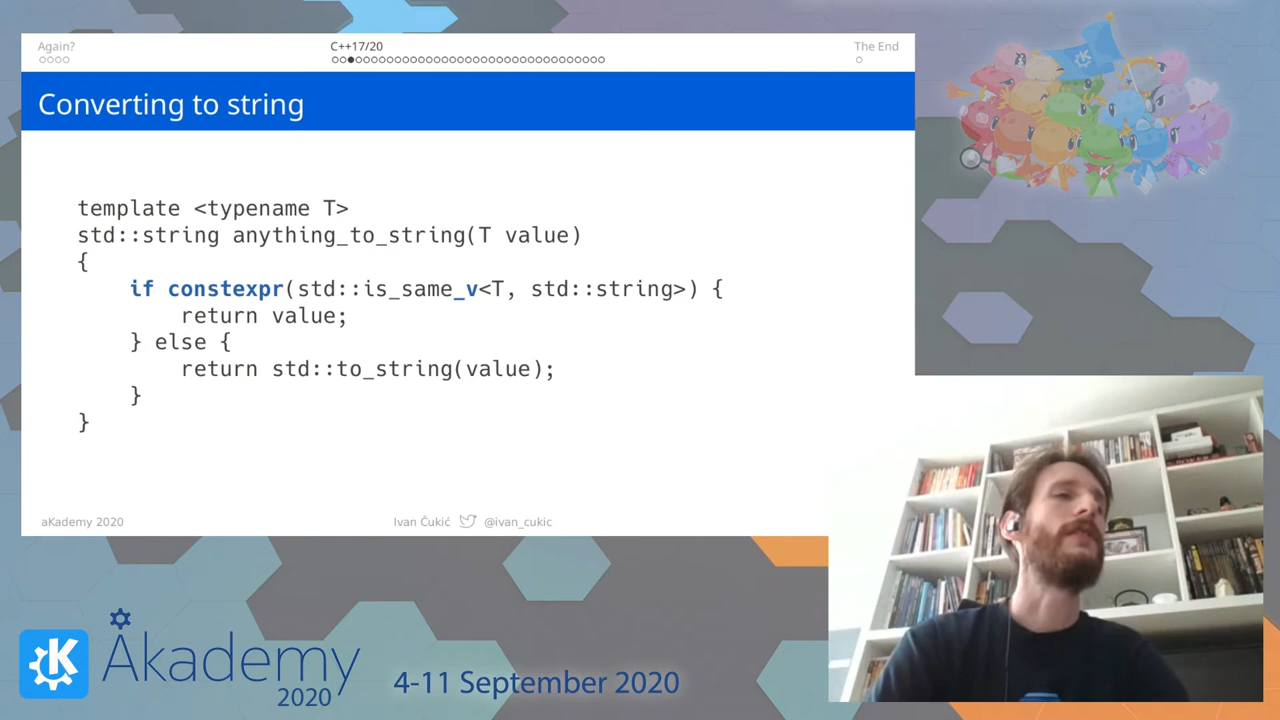 Again?
C++17/20
The End
Converting to string
template <typename T>
std::string anything_to_string(T value)
{
if constexpr(std::is_same_v<T, std::string>) {
return value;
} else {
return std::to_string(value);
}
}
aKademy 2020
Ivan Čukić
@ivan_cukic
Akademy
2020
4-11 September 2020